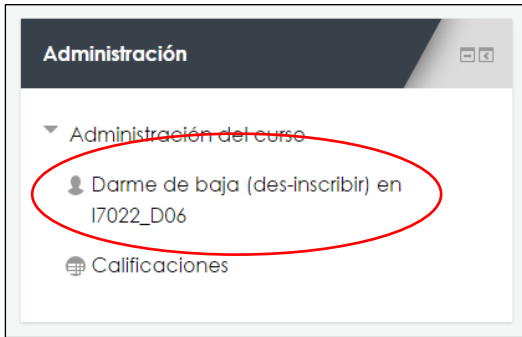 Administración
Administración del curso
Darme de baja (des-inscribir) en
I7022_D06
Calificaciones